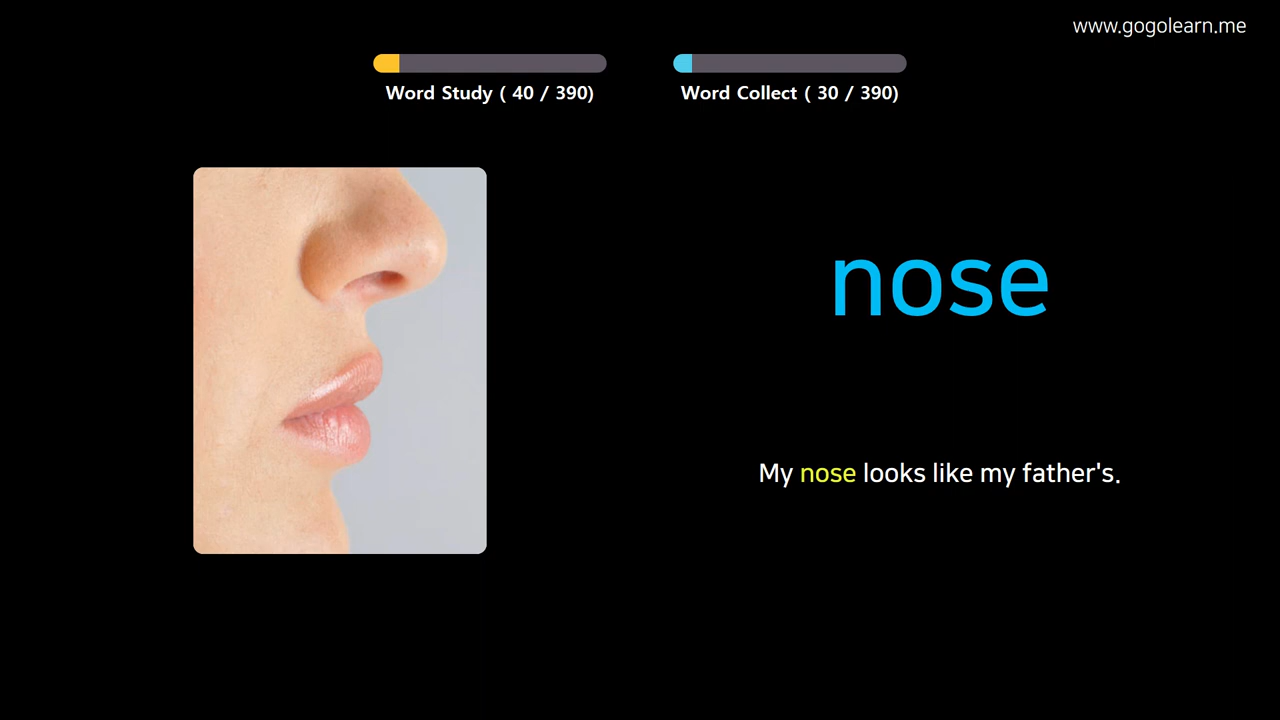 www.gogolearn.me
Word Study ( 40 / 390)
Word Collect ( 30 / 390)
nose
My nose looks like my father's.